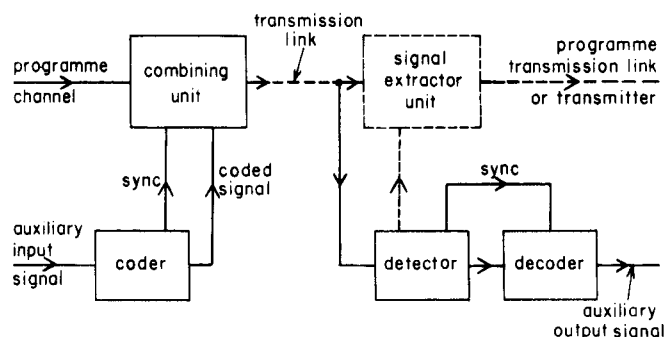 programme
channel
combining
unit
transmission
link
signal
extractor
unit
programme
transmission link
or transmitter
sync
coded
signal
sync
auxiliary
input
signal
coder
detector
decoder
auxiliary
output signal